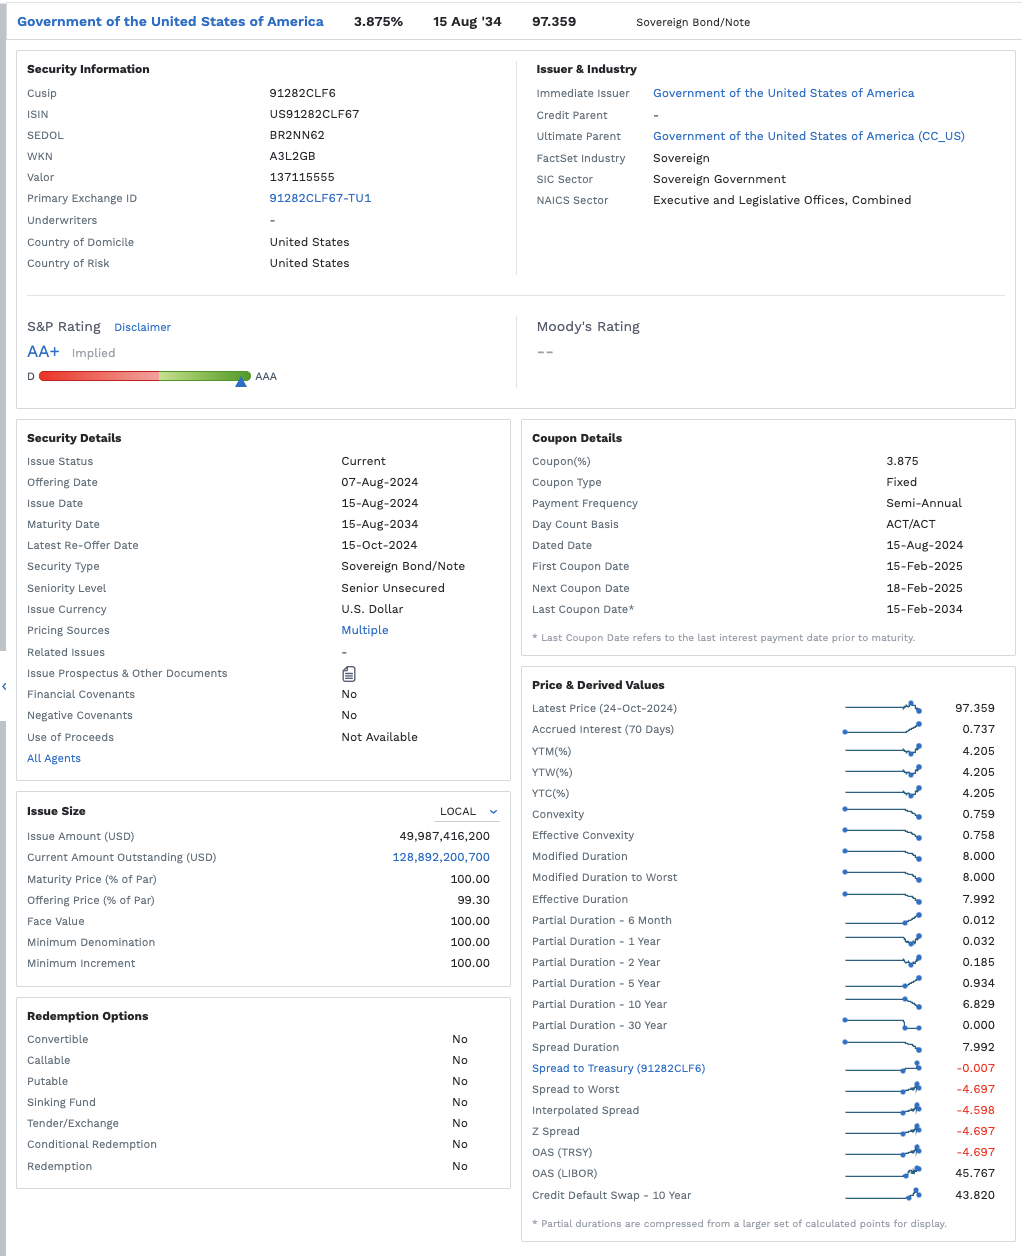 Government of the United States of America 3.875% 15 Aug '34 97.359 Sovereign Bond/Note
Security Information
Cusip 91282CLF6
ISIN US91282CLF67
SEDOL BR2NN62
WKN A3L2GB
Valor 137115555
Primary Exchange ID 91282CLF67-TU1
Underwriters -
Country of Domicile United States
Country of Risk United States
Issuer & Industry
Immediate Issuer Government of the United States of America
Credit Parent -
Ultimate Parent Government of the United States of America (CC_US)
FactSet Industry Sovereign
SIC Sector Sovereign Government
NAICS Sector Executive and Legislative Offices, Combined
S&P Rating Disclaimer
AA+ Implied
D AAA
Moody's Rating
--
Security Details
Issue Status Current
Offering Date 07-Aug-2024
Issue Date 15-Aug-2024
Maturity Date 15-Aug-2034
Latest Re-Offer Date 15-Oct-2024
Security Type Sovereign Bond/Note
Seniority Level Senior Unsecured
Issue Currency U.S. Dollar
Pricing Sources Multiple
Related Issues -
Issue Prospectus & Other Documents
Financial Covenants No
Negative Covenants No
Use of Proceeds Not Available
All Agents
Issue Size LOCAL
Issue Amount (USD) 49,987,416,200
Current Amount Outstanding (USD) 128,892,200,700
Maturity Price (% of Par) 100.00
Offering Price (% of Par) 99.30
Face Value 100.00
Minimum Denomination 100.00
Minimum Increment 100.00
Redemption Options
Convertible No
Callable No
Putable No
Sinking Fund No
Tender/Exchange No
Conditional Redemption No
Redemption No
Coupon Details
Coupon(%) 3.875
Coupon Type Fixed
Payment Frequency Semi-Annual
Day Count Basis ACT/ACT
Dated Date 15-Aug-2024
First Coupon Date 15-Feb-2025
Next Coupon Date 18-Feb-2025
Last Coupon Date* 15-Feb-2034
* Last Coupon Date refers to the last interest payment date prior to maturity.
Price & Derived Values
Latest Price (24-Oct-2024) 97.359
Accrued Interest (70 Days) 0.737
YTM(%) 4.205
YTW(%) 4.205
YTC(%) 4.205
Convexity 0.759
Effective Convexity 0.758
Modified Duration 8.000
Modified Duration to Worst 8.000
Effective Duration 7.992
Partial Duration - 6 Month 0.012
Partial Duration - 1 Year 0.032
Partial Duration - 2 Year 0.185
Partial Duration - 5 Year 0.934
Partial Duration - 10 Year 6.829
Partial Duration - 30 Year 0.000
Spread Duration 7.992
Spread to Treasury (91282CLF6) -0.007
Spread to Worst -4.697
Interpolated Spread -4.598
Z Spread -4.697
OAS (TRSY) -4.697
OAS (LIBOR) 45.767
Credit Default Swap - 10 Year 43.820
* Partial durations are compressed from a larger set of calculated points for display.